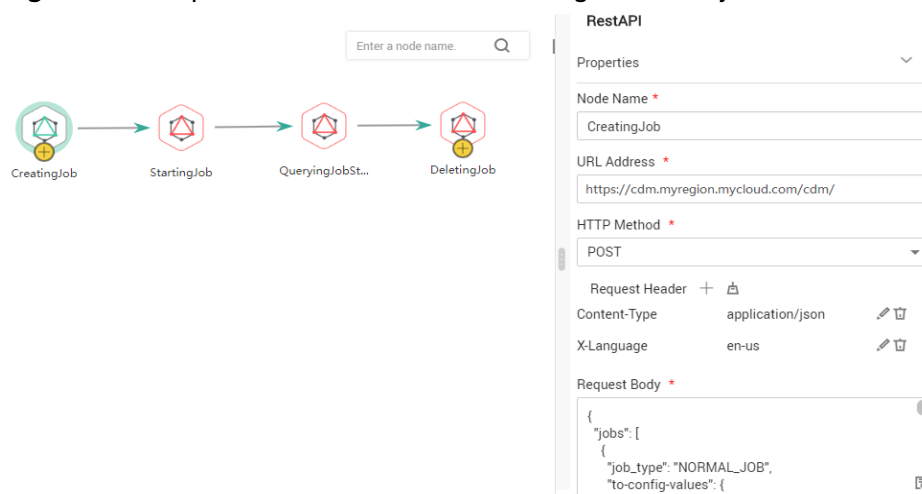 RestAPI
Enter a node name.
Properties
Node Name *
CreatingJob
URL Address *
https://cdm.myregion.mycloud.com/cdm/
HTTP Method *
POST
Request Header
Content-Type application/json
X-Language en-us
Request Body *
{
"jobs": [
{
"job_type": "NORMAL_JOB",
"to-config-values": {
CreatingJob
StartingJob
QueryingJobSt...
DeletingJob